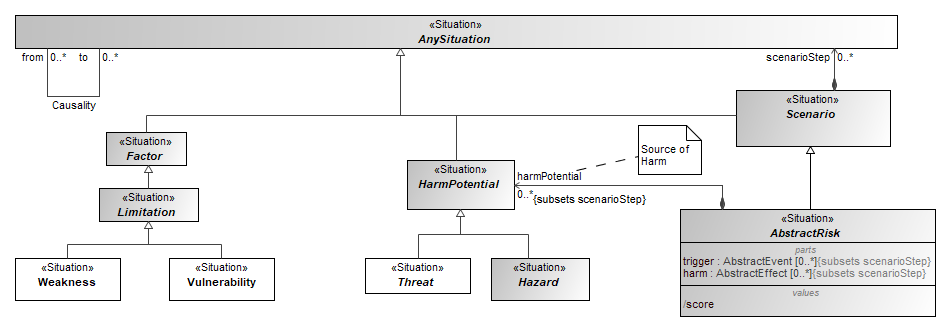 «Situation»
AnySituation
from 0..* to 0..*
Causality
scenarioStep 0..*
«Situation»
Scenario
«Situation»
Factor
Source of
Harm
«Situation»
HarmPotential
harmPotential
0..* {subsets scenarioStep}
«Situation»
Limitation
«Situation»
AbstractRisk
parts
trigger : AbstractEvent [0..*]{subsets scenarioStep}
harm : AbstractEffect [0..*]{subsets scenarioStep}
values
/score
«Situation»
Weakness
«Situation»
Vulnerability
«Situation»
Threat
«Situation»
Hazard